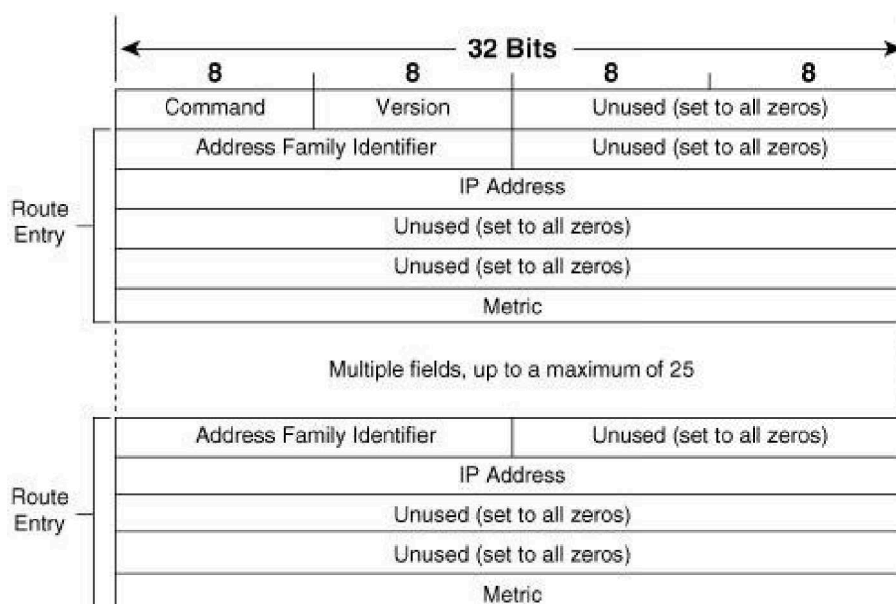 32 Bits
8 8 8 8
Command Version Unused (set to all zeros)
Address Family Identifier Unused (set to all zeros)
IP Address
Route
Entry
Unused (set to all zeros)
Unused (set to all zeros)
Metric
Multiple fields, up to a maximum of 25
Address Family Identifier Unused (set to all zeros)
IP Address
Route
Entry
Unused (set to all zeros)
Unused (set to all zeros)
Metric